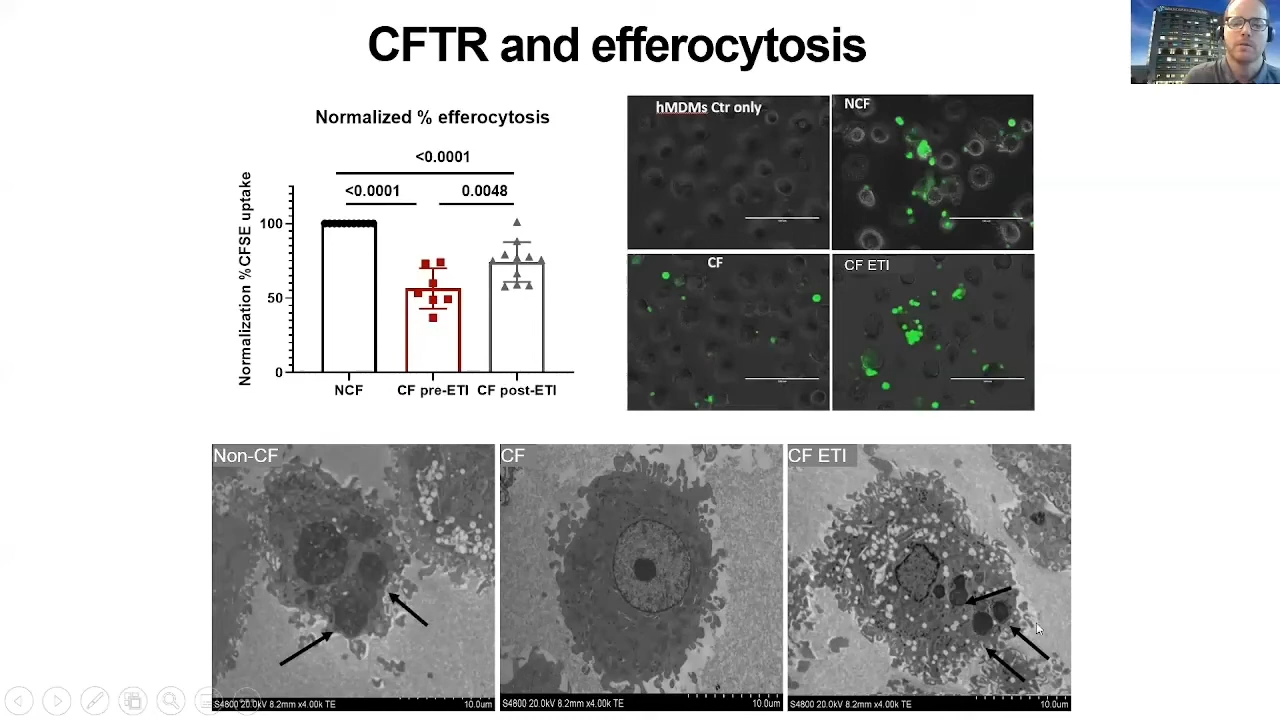 CFTR and efferocytosis
Normalized % efferocytosis
<0.0001
<0.0001
0.0048
Normalization %CFSE uptake
100
50
0
NCF
CF pre-ETI
CF post-ETI
hMDMs Ctr only
NCF
CF
CF ETI
Non-CF
CF
CF ETI
S4800 20.0kV 8.2mm x4.00k TE
10.0um
S4800 20.0kV 8.2mm x4.00k TE
10.0um
S4800 20.0kV 8.2mm x4.00k TE
10.0um